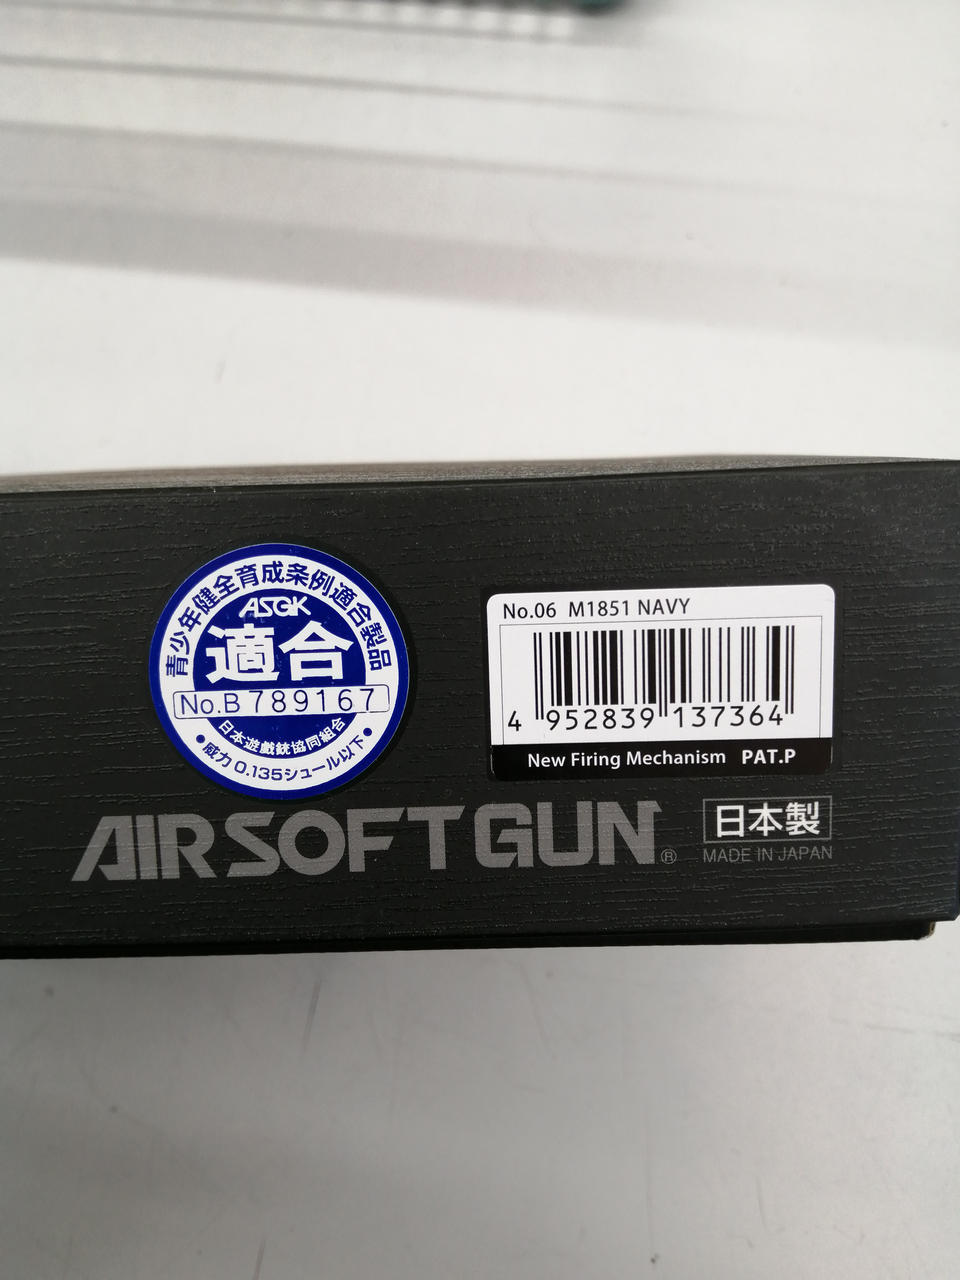 青少年健全育成条例適合製品
ASGK
適合
No.B789167
日本遊戯銃協同組合
•威力0.135ジュール以下•
No.06 M1851 NAVY
4 952839 137364
New Firing Mechanism PAT.P
AIRSOFTGUN®
日本製
MADE IN JAPAN